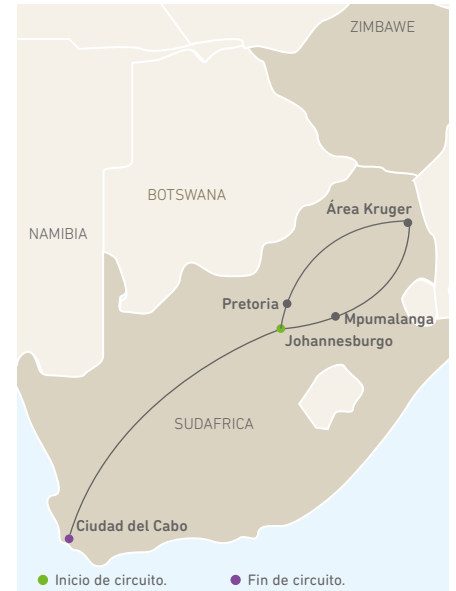 ZIMBAWE
BOTSWANA
Área Kruger
NAMIBIA
Pretoria
Mpumalanga
Johannesburgo
SUDAFRICA
Ciudad del Cabo
Inicio de circuito.
Fin de circuito.